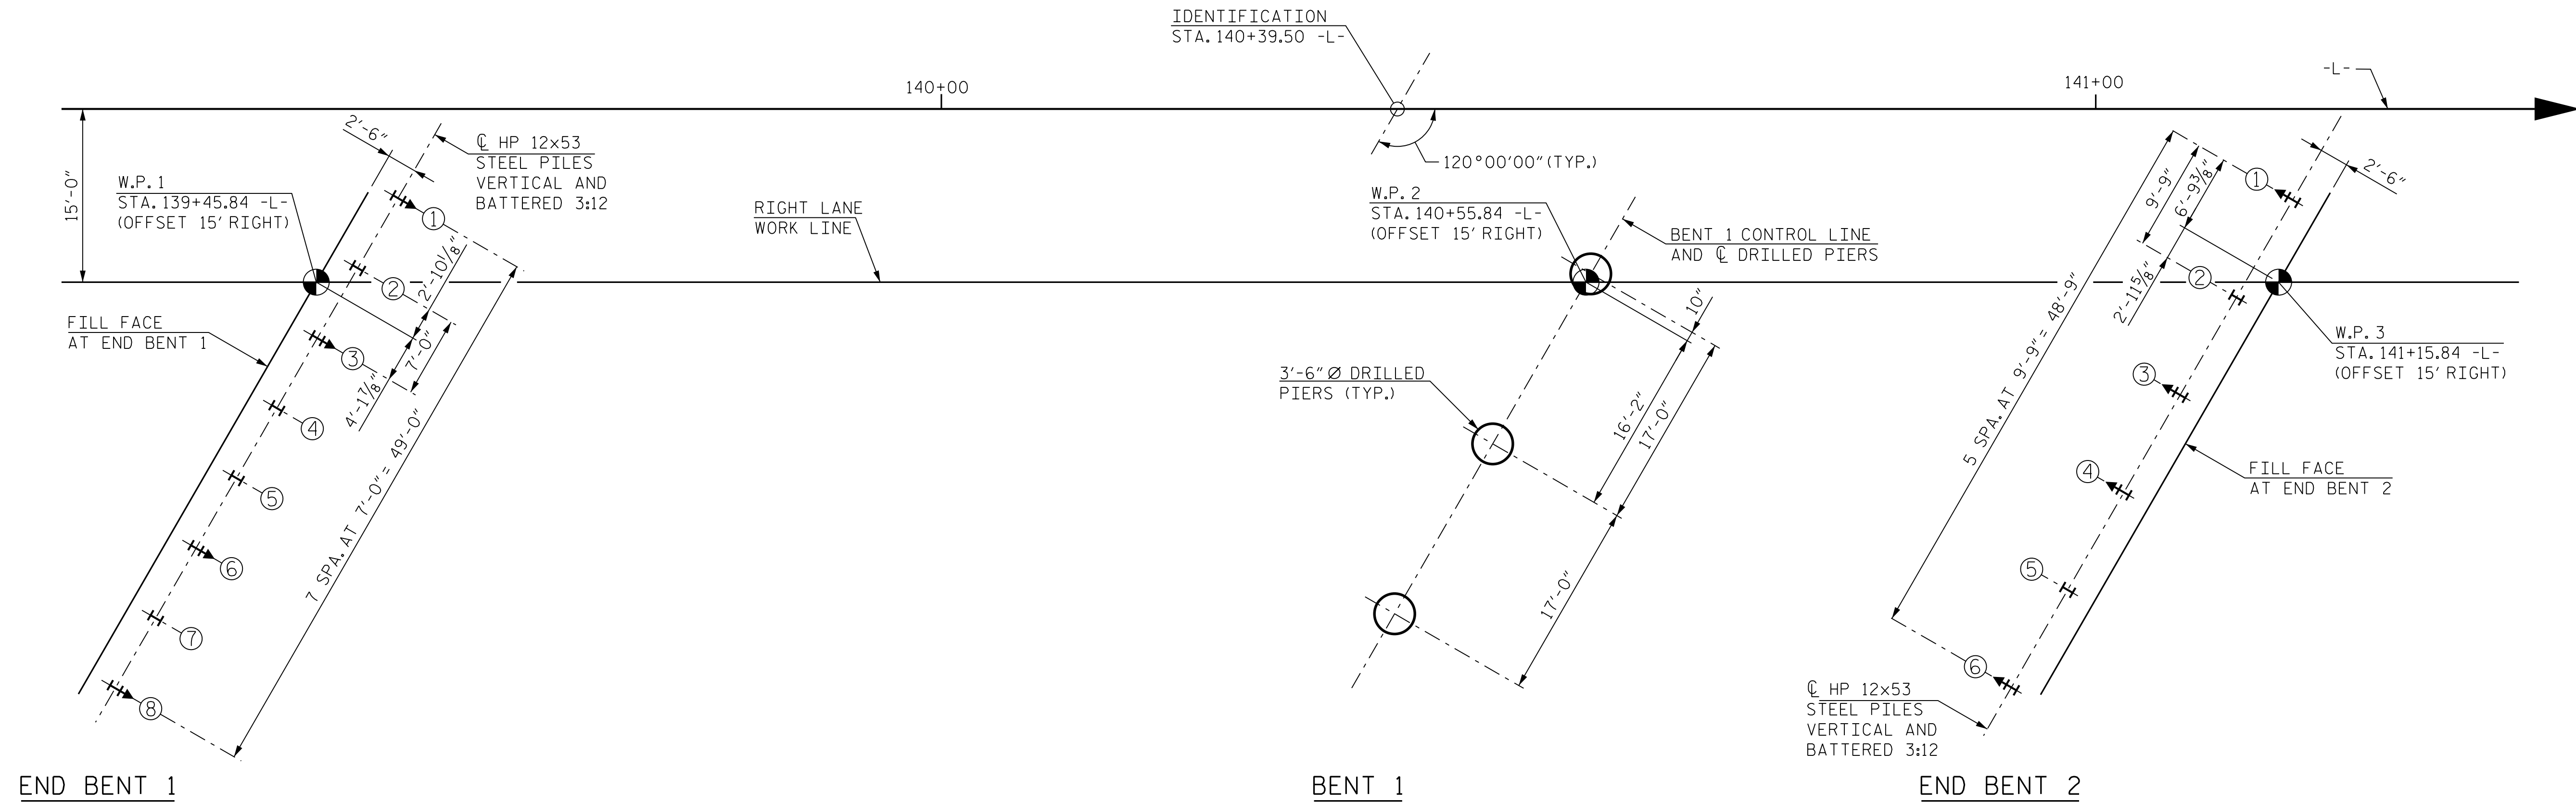 IDENTIFICATION
STA. 140+39.50 -L-
140+00
141+00
-L-
120°00'00" (TYP.)
15'-0"
2'-6"
℄ HP 12×53
STEEL PILES
VERTICAL AND
BATTERED 3:12
W.P. 1
STA. 139+45.84 -L-
(OFFSET 15' RIGHT)
RIGHT LANE
WORK LINE
FILL FACE
AT END BENT 1
1
2
3
4
5
6
7
8
2'-10 1/8"
7'-0"
4'-1 7/8"
7 SPA. AT 7'-0" = 49'-0"
END BENT 1
W.P. 2
STA. 140+55.84 -L-
(OFFSET 15' RIGHT)
BENT 1 CONTROL LINE
AND ℄ DRILLED PIERS
3'-6" Ø DRILLED
PIERS (TYP.)
10"
16'-2"
17'-0"
17'-0"
BENT 1
2'-6"
9'-9"
6'-9 3/8"
2'-11 5/8"
5 SPA. AT 9'-9" = 48'-9"
1
2
3
4
5
6
W.P. 3
STA. 141+15.84 -L-
(OFFSET 15' RIGHT)
FILL FACE
AT END BENT 2
℄ HP 12×53
STEEL PILES
VERTICAL AND
BATTERED 3:12
END BENT 2